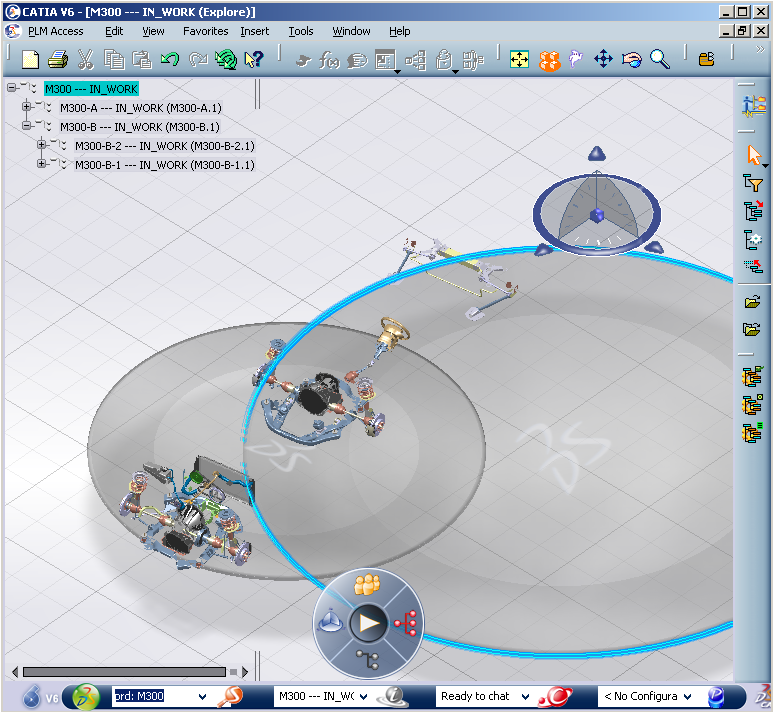 CATIA V6 - [M300 --- IN_WORK (Explore)]
PLM Access Edit View Favorites Insert Tools Window Help
M300 --- IN_WORK
M300-A --- IN_WORK (M300-A.1)
M300-B --- IN_WORK (M300-B.1)
M300-B-2 --- IN_WORK (M300-B-2.1)
M300-B-1 --- IN_WORK (M300-B-1.1)
V6 ord: M300 M300 --- IN_W Ready to chat < No Configura